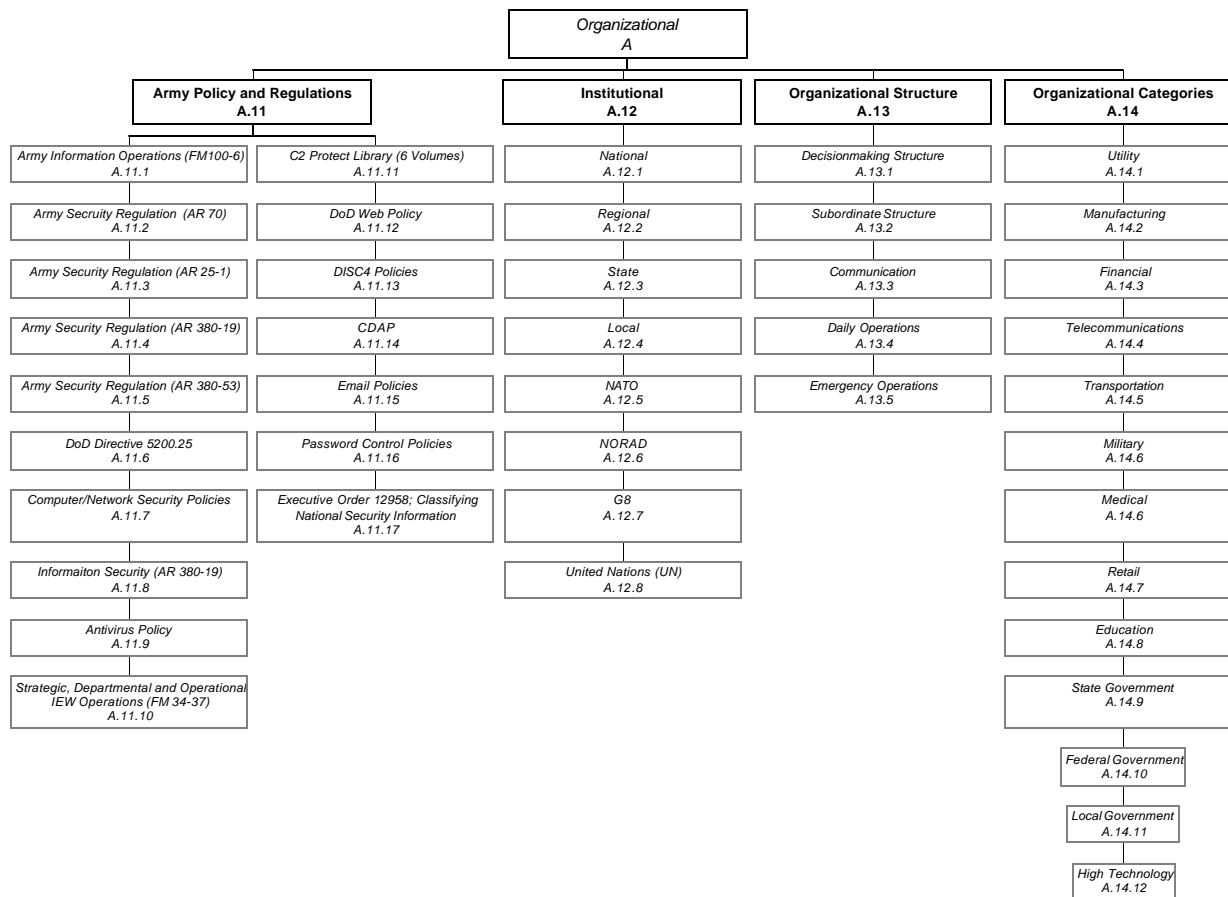 Organizational
A
Army Policy and Regulations
A.11
Army Information Operations (FM100-6)
A.11.1
Army Secruity Regulation (AR 70)
A.11.2
Army Security Regulation (AR 25-1)
A.11.3
Army Security Regulation (AR 380-19)
A.11.4
Army Security Regulation (AR 380-53)
A.11.5
DoD Directive 5200.25
A.11.6
Computer/Network Security Policies
A.11.7
Informaiton Security (AR 380-19)
A.11.8
Antivirus Policy
A.11.9
Strategic, Departmental and Operational
IEW Operations (FM 34-37)
A.11.10
C2 Protect Library (6 Volumes)
A.11.11
DoD Web Policy
A.11.12
DISC4 Policies
A.11.13
CDAP
A.11.14
Email Policies
A.11.15
Password Control Policies
A.11.16
Executive Order 12958; Classifying
National Security Information
A.11.17
Institutional
A.12
National
A.12.1
Regional
A.12.2
State
A.12.3
Local
A.12.4
NATO
A.12.5
NORAD
A.12.6
G8
A.12.7
United Nations (UN)
A.12.8
Organizational Structure
A.13
Decisionmaking Structure
A.13.1
Subordinate Structure
A.13.2
Communication
A.13.3
Daily Operations
A.13.4
Emergency Operations
A.13.5
Organizational Categories
A.14
Utility
A.14.1
Manufacturing
A.14.2
Financial
A.14.3
Telecommunications
A.14.4
Transportation
A.14.5
Military
A.14.6
Medical
A.14.6
Retail
A.14.7
Education
A.14.8
State Government
A.14.9
Federal Government
A.14.10
Local Government
A.14.11
High Technology
A.14.12